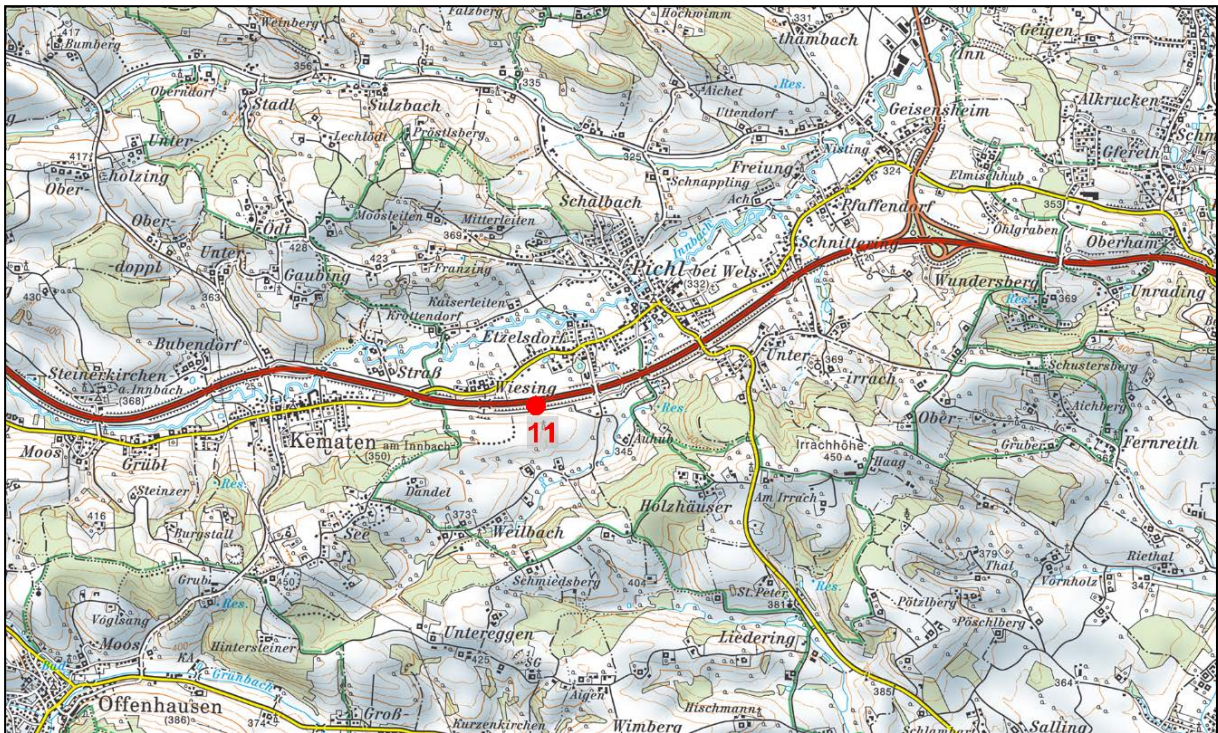 417
Bumberg
Weinberg
Falzberg
Hochwimm
331
thambach
310
Geigen
Inn
356
Oberndorf
Stadl
Sulzbach
335
Aichet
Res.
Uttendorf
Geisensheim
Alkrucken
Lechlödt
Pröstlsberg
Unter-
417
holzing
Ober
325
Freiung
Nisting
324
Elmischhub
Gfereth
Schnappling
Ach
353
Ober-
Moosleiten
Mitterleiten
Schalbach
Pfaffendorf
Öhlgraben
Ödt
428
369
Innbach
Oberham
Unter
doppl
423
Franzing
Schnittering
Pichl bei Wels
(332)
Gaubing
363
430
Kaiserleiten
Wundersberg
Unrading
Res.
369
Krottendorf
Etzelsdorf
Bubendorf
Unter-
369
irrach
Schustersberg
Steinerkirchen
a. Innbach
(368)
Straß
Wiesing
11
Res.
Aichberg
Ober-
Moos
Kematen am Innbach
(350)
Auhub
345
Irrachhöhe
450
Gruber
Fernreith
Grübl
Steinzer
Res.
Haag
Dandel
Holzhäuser
Am Irrach
416
Burgstall
See
373
Weilbach
379
Thal
Riethal
Grub
450
Schmiedsberg
404
St.Peter
381
Res.
Vornholz
347
Res.
Pötzlberg
Vöglsang
Moos
Hintersteiner
Untereggen
Liedering
Pöschlberg
KA
425
SG
Grünbach
Aigen
364
Offenhausen
(386)
374
Hischmann
385
Groß-
Kurzenkirchen
Wimberg
Salling